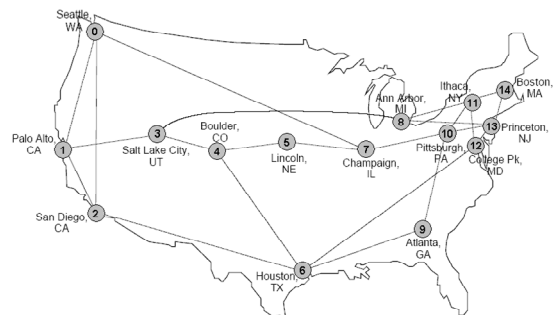 Seattle,
WA
0
Palo Alto,
CA
1
San Diego,
CA
2
3
Salt Lake City,
UT
Boulder,
CO
4
5
Lincoln,
NE
7
Champaign,
IL
Houston,
TX
6
Ann Arbor,
MI
8
9
Atlanta,
GA
10
Pittsburgh,
PA
Ithaca,
NY
11
12
College Pk,
MD
13
Princeton,
NJ
14
Boston,
MA